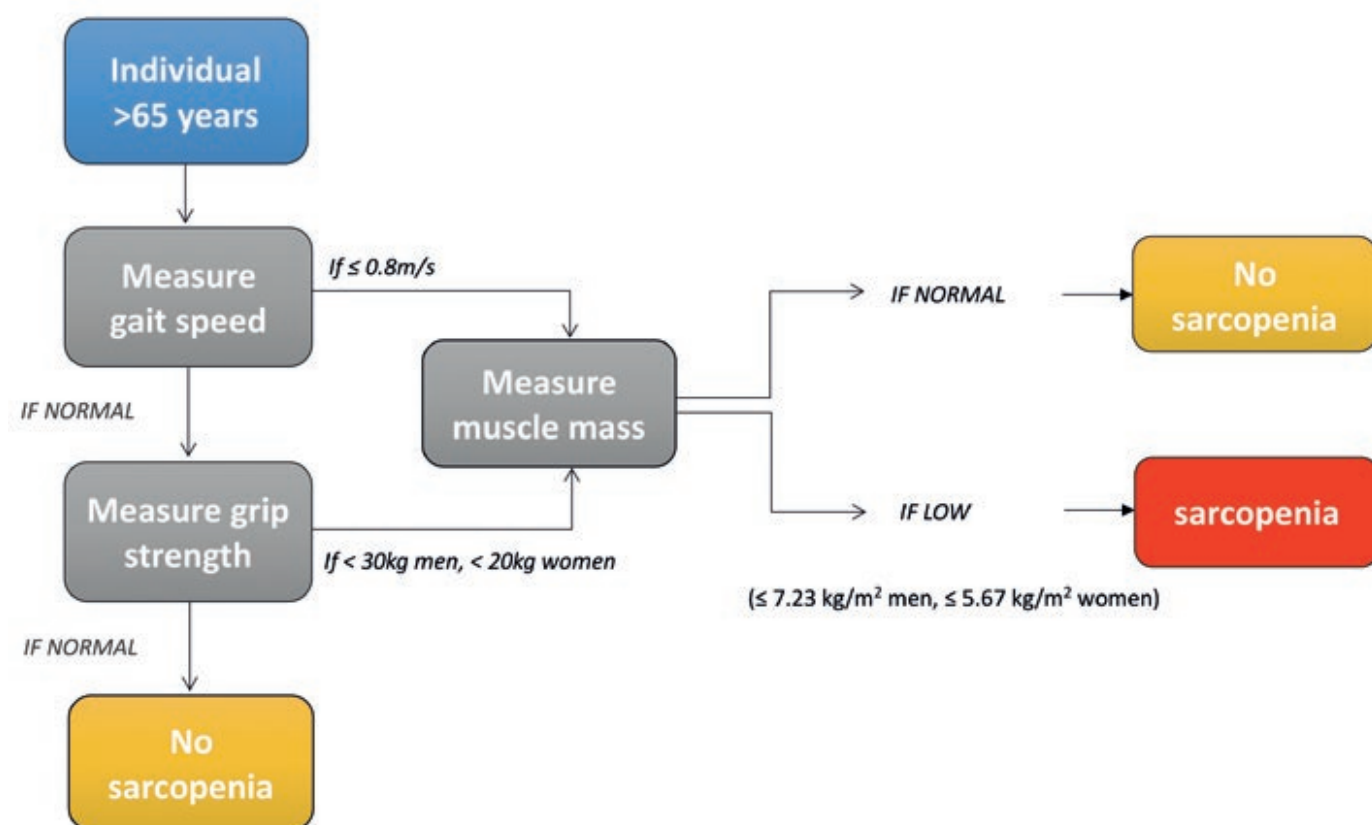 Individual
>65 years
Measure
gait speed
If ≤ 0.8m/s
IF NORMAL
Measure grip
strength
If < 30kg men, < 20kg women
IF NORMAL
No
sarcopenia
Measure
muscle mass
IF NORMAL
No
sarcopenia
IF LOW
sarcopenia
(≤ 7.23 kg/m² men, ≤ 5.67 kg/m² women)